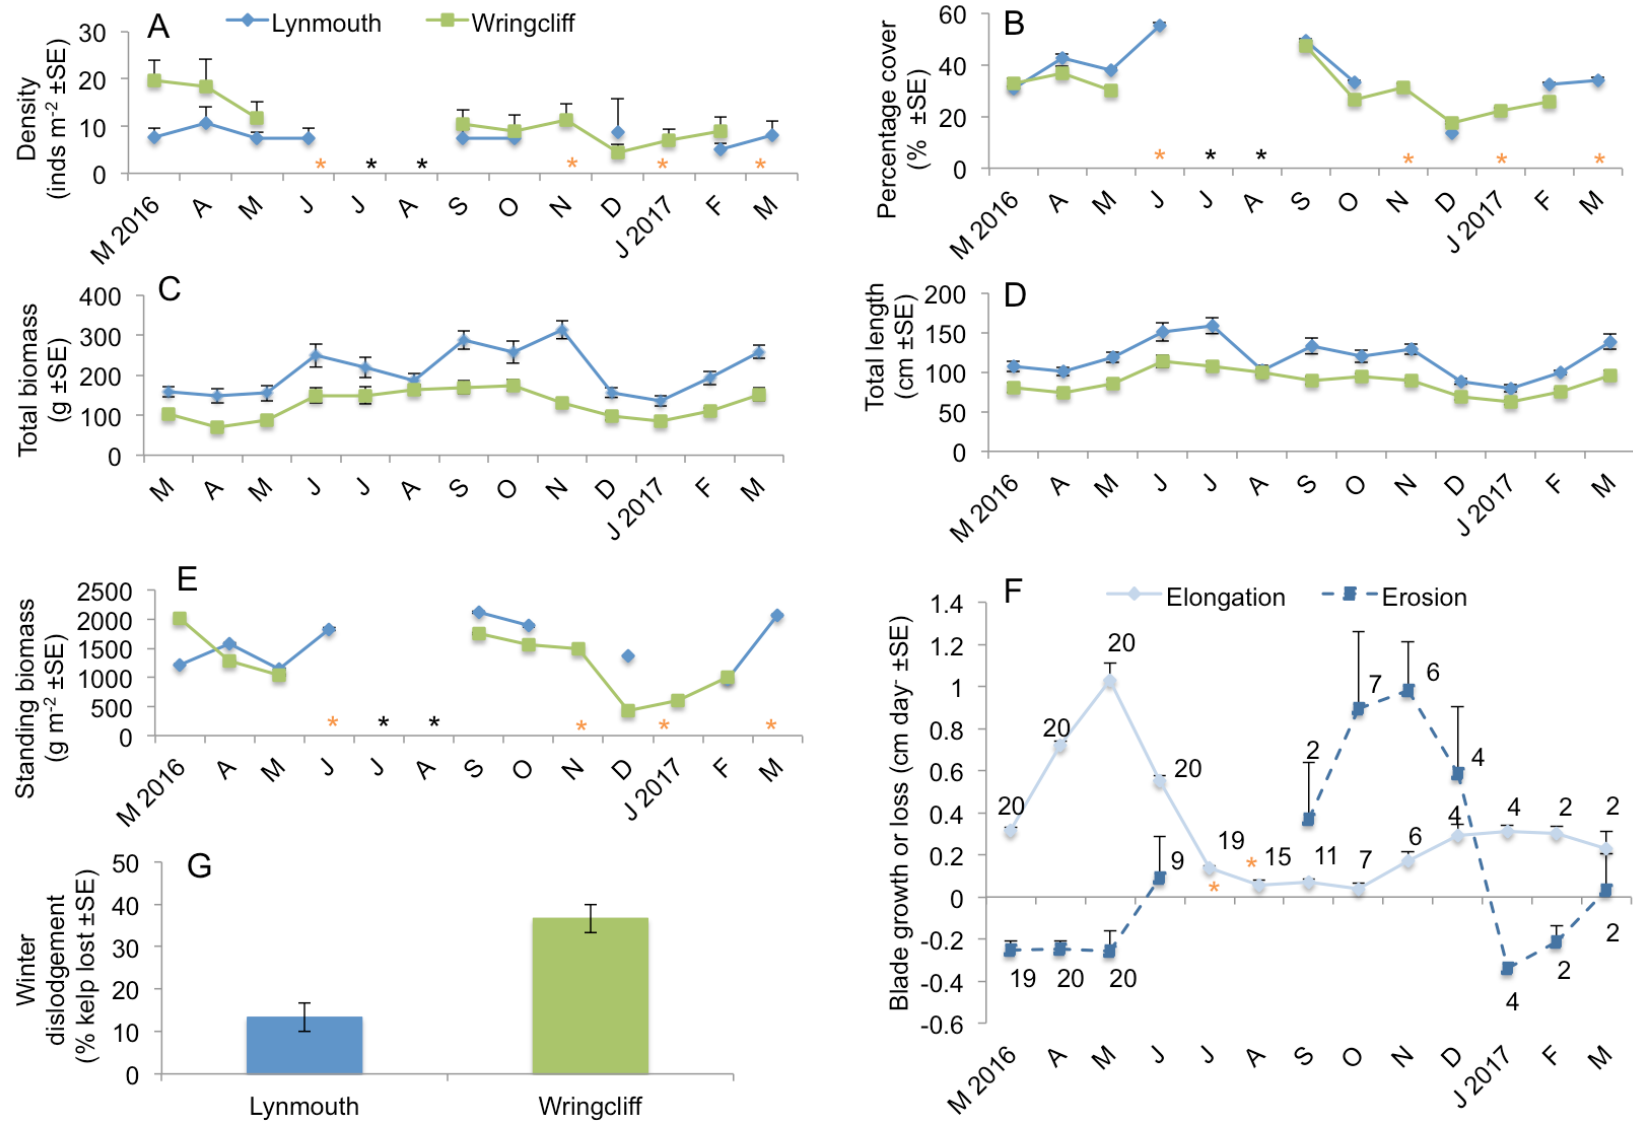 A
Lynmouth
Wringcliff
Density
(inds m-2 ±SE)
30
20
10
0
* * * * * *
M 2016 A M J J A S O N D J 2017 F M
B
Percentage cover
(% ±SE)
60
40
20
0
* * * * * *
M 2016 A M J J A S O N D J 2017 F M
C
Total biomass
(g ±SE)
400
300
200
100
0
M A M J J A S O N D J 2017 F M
D
Total length
(cm ±SE)
200
150
100
50
0
M 2016 A M J J A S O N D J 2017 F M
E
Standing biomass
(g m-2 ±SE)
2500
2000
1500
1000
500
0
* * * * * *
M 2016 A M J J A S O N D J 2017 F M
F
Elongation
Erosion
Blade growth or loss (cm day- ±SE)
1.4
1.2
1
0.8
0.6
0.4
0.2
0
-0.2
-0.4
-0.6
20 20 20 20 19 * 15 11 7 6 4 4 2 2
19 20 20 9 * 2 7 6 4 4 2 2
M 2016 A M J J A S O N D J 2017 F M
G
Winter
dislodgement
(% kelp lost ±SE)
50
40
30
20
10
0
Lynmouth
Wringcliff